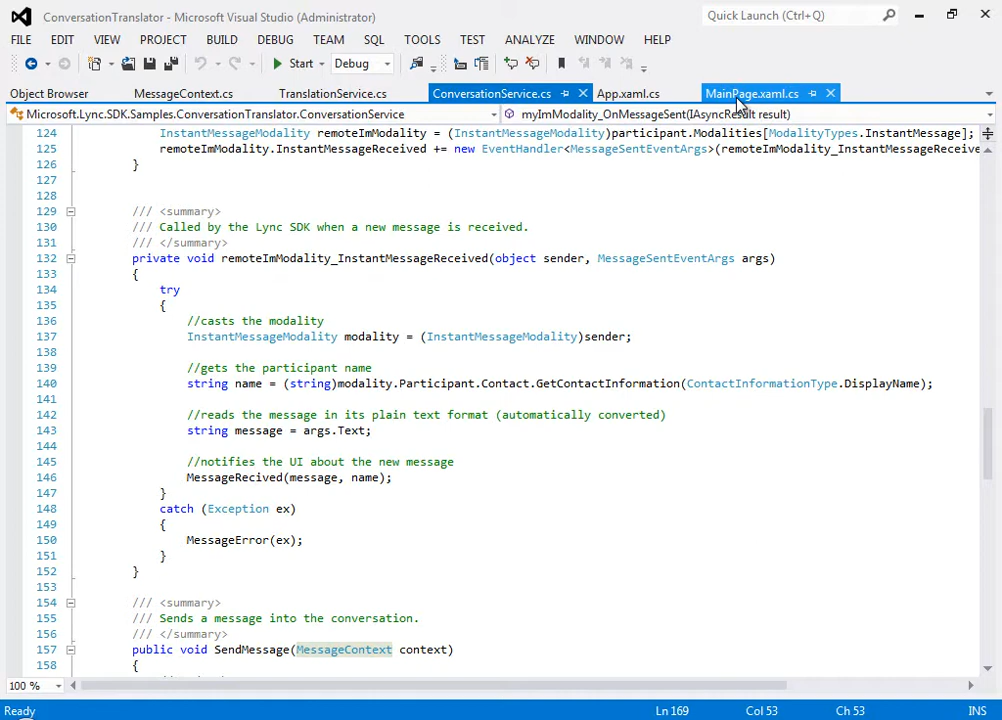 ConversationTranslator - Microsoft Visual Studio (Administrator)
Quick Launch (Ctrl+Q)
FILE EDIT VIEW PROJECT BUILD DEBUG TEAM SQL TOOLS TEST ANALYZE WINDOW HELP
Start Debug
Object Browser MessageContext.cs TranslationService.cs ConversationService.cs App.xaml.cs MainPage.xaml.cs
Microsoft.Lync.SDK.Samples.ConversationTranslator.ConversationService myImModality_OnMessageSent(IAsyncResult result)
124 InstantMessageModality remoteImModality = (InstantMessageModality)participant.Modalities[ModalityTypes.InstantMessage];
125 remoteImModality.InstantMessageReceived += new EventHandler<MessageSentEventArgs>(remoteImModality_InstantMessageReceive
126 }
127
128
129 /// <summary>
130 /// Called by the Lync SDK when a new message is received.
131 /// </summary>
132 private void remoteImModality_InstantMessageReceived(object sender, MessageSentEventArgs args)
133 {
134 try
135 {
136 //casts the modality
137 InstantMessageModality modality = (InstantMessageModality)sender;
138
139 //gets the participant name
140 string name = (string)modality.Participant.Contact.GetContactInformation(ContactInformationType.DisplayName);
141
142 //reads the message in its plain text format (automatically converted)
143 string message = args.Text;
144
145 //notifies the UI about the new message
146 MessageRecived(message, name);
147 }
148 catch (Exception ex)
149 {
150 MessageError(ex);
151 }
152 }
153
154 /// <summary>
155 /// Sends a message into the conversation.
156 /// </summary>
157 public void SendMessage(MessageContext context)
158 {
100 %
Ready Ln 169 Col 53 Ch 53 INS